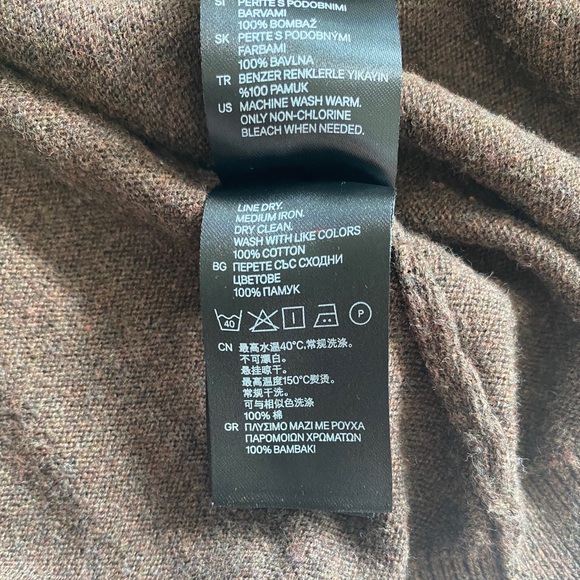 SI PERITE S PODOBNIMI
BARVAMI
100% BOMBAŽ
SK PERTE S PODOBNÝMI
FARBAMI
100% BAVLNA
TR BENZER RENKLERLE YIKAYIN
%100 PAMUK
US MACHINE WASH WARM.
ONLY NON-CHLORINE
BLEACH WHEN NEEDED.
LINE DRY.
MEDIUM IRON.
DRY CLEAN.
WASH WITH LIKE COLORS
100% COTTON
BG ПЕРЕТЕ СЪС СХОДНИ
ЦВЕТОВЕ
100% ПАМУК
40 P
CN 最高水温40°C,常规洗涤。
不可漂白。
悬挂晾干。
最高温度150°C熨烫。
常规干洗。
可与相似色洗涤
100% 棉
GR ΠΛΥΣΙΜΟ ΜΑΖΙ ΜΕ ΡΟΥΧΑ
ΠΑΡΟΜΟΙΩΝ ΧΡΩΜΑΤΩΝ
100% ΒΑΜΒΑΚΙ